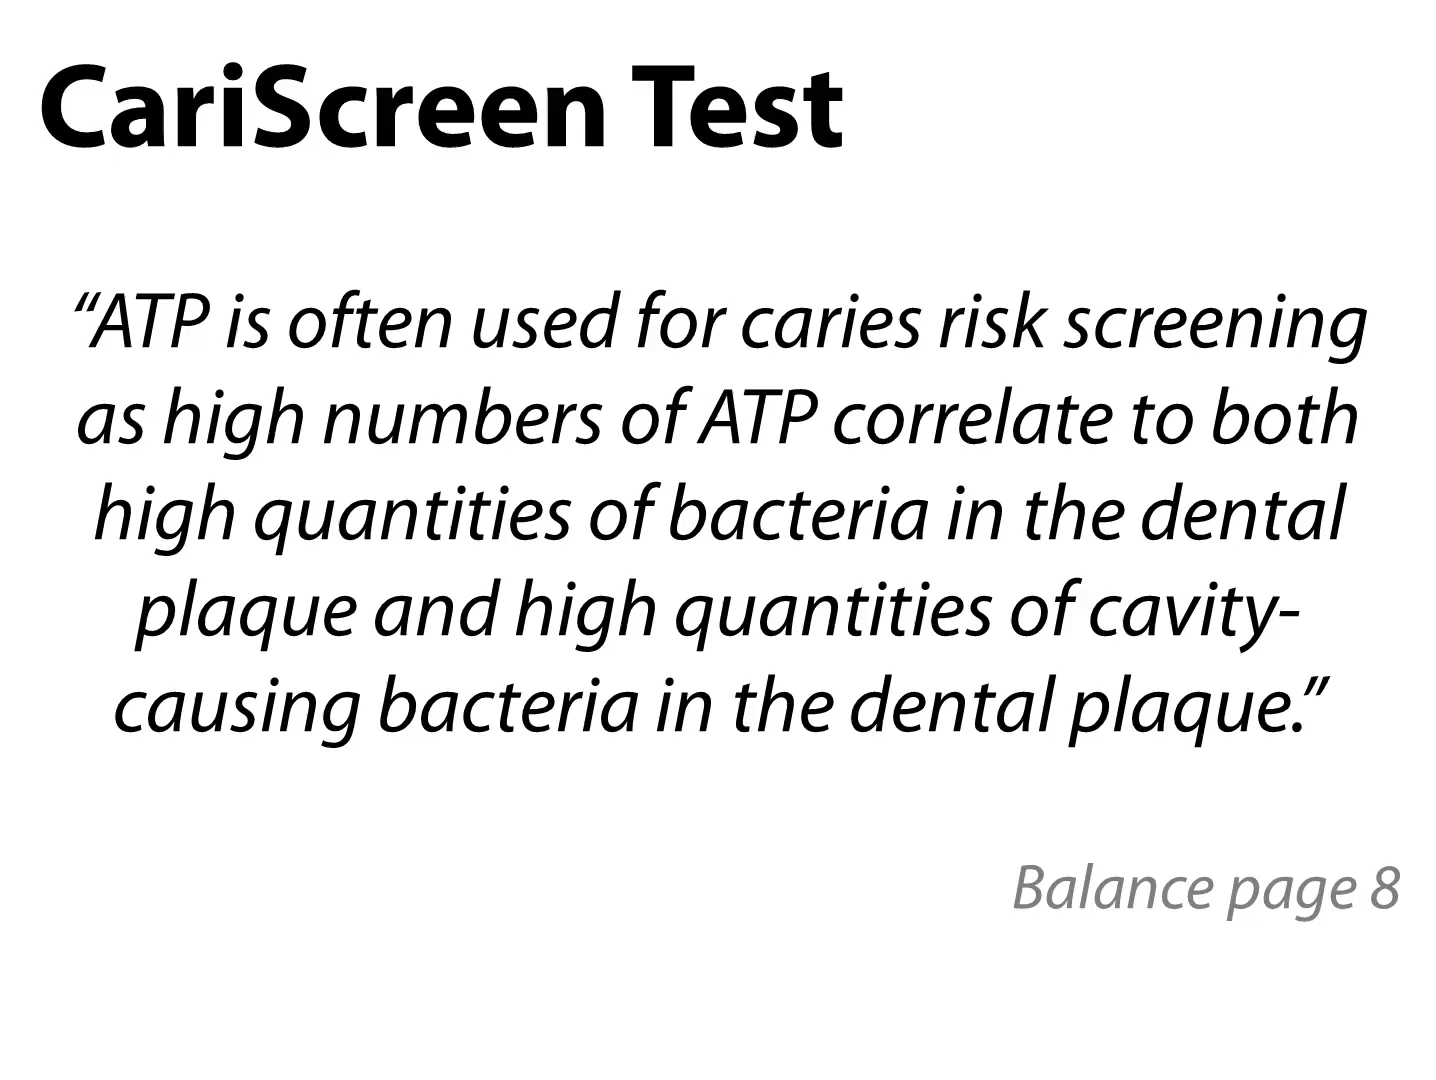 CariScreen Test
“ATP is often used for caries risk screening
as high numbers of ATP correlate to both
high quantities of bacteria in the dental
plaque and high quantities of cavity-
causing bacteria in the dental plaque.”
Balance page 8